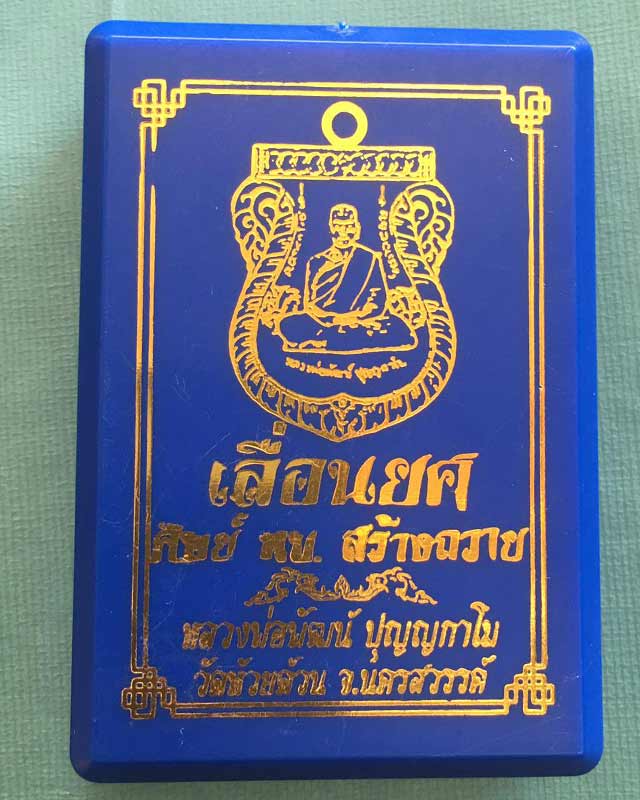 เลื่อนยศ
ศิษย์ พบ. สร้างถวาย
หลวงพ่อพัฒน์ ปุญญกาโม
วัดห้วยด้วน จ.นครสวรรค์